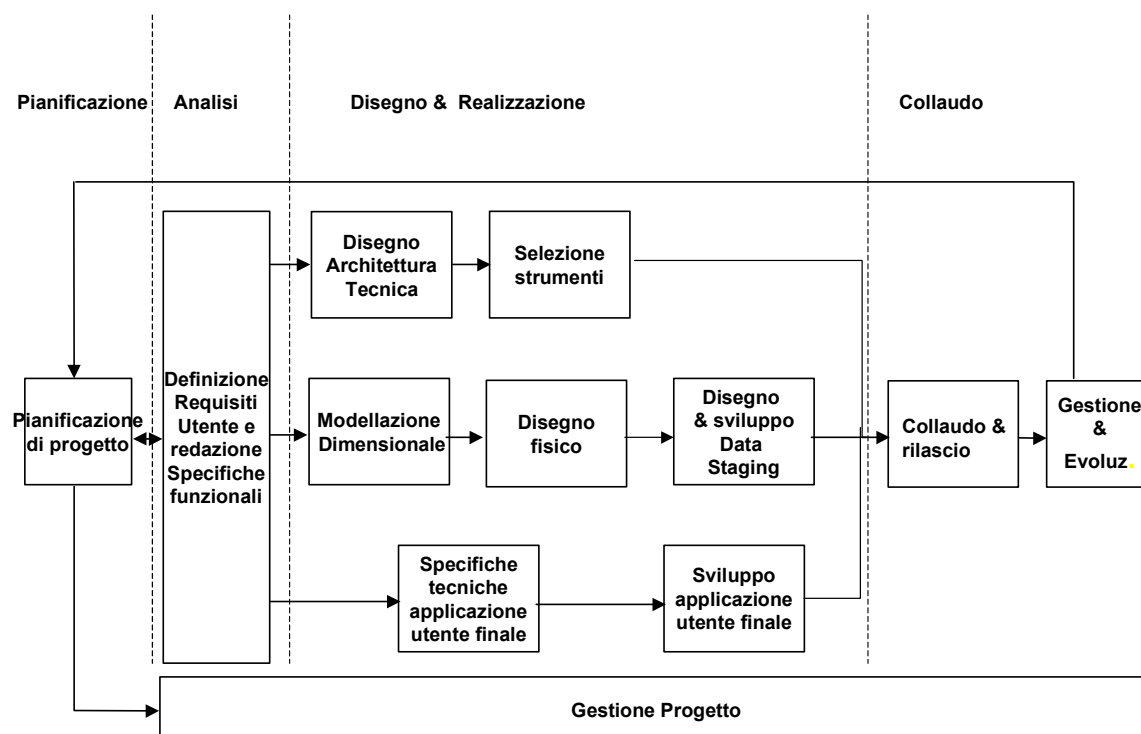 Pianificazione
Analisi
Disegno & Realizzazione
Collaudo
Disegno
Architettura
Tecnica
Selezione
strumenti
Pianificazione
di progetto
Definizione
Requisiti
Utente e
redazione
Specifiche
funzionali
Modellazione
Dimensionale
Disegno
fisico
Disegno
& sviluppo
Data
Staging
Collaudo &
rilascio
Gestione
&
Evoluz.
Specifiche
tecniche
applicazione
utente finale
Sviluppo
applicazione
utente finale
Gestione Progetto